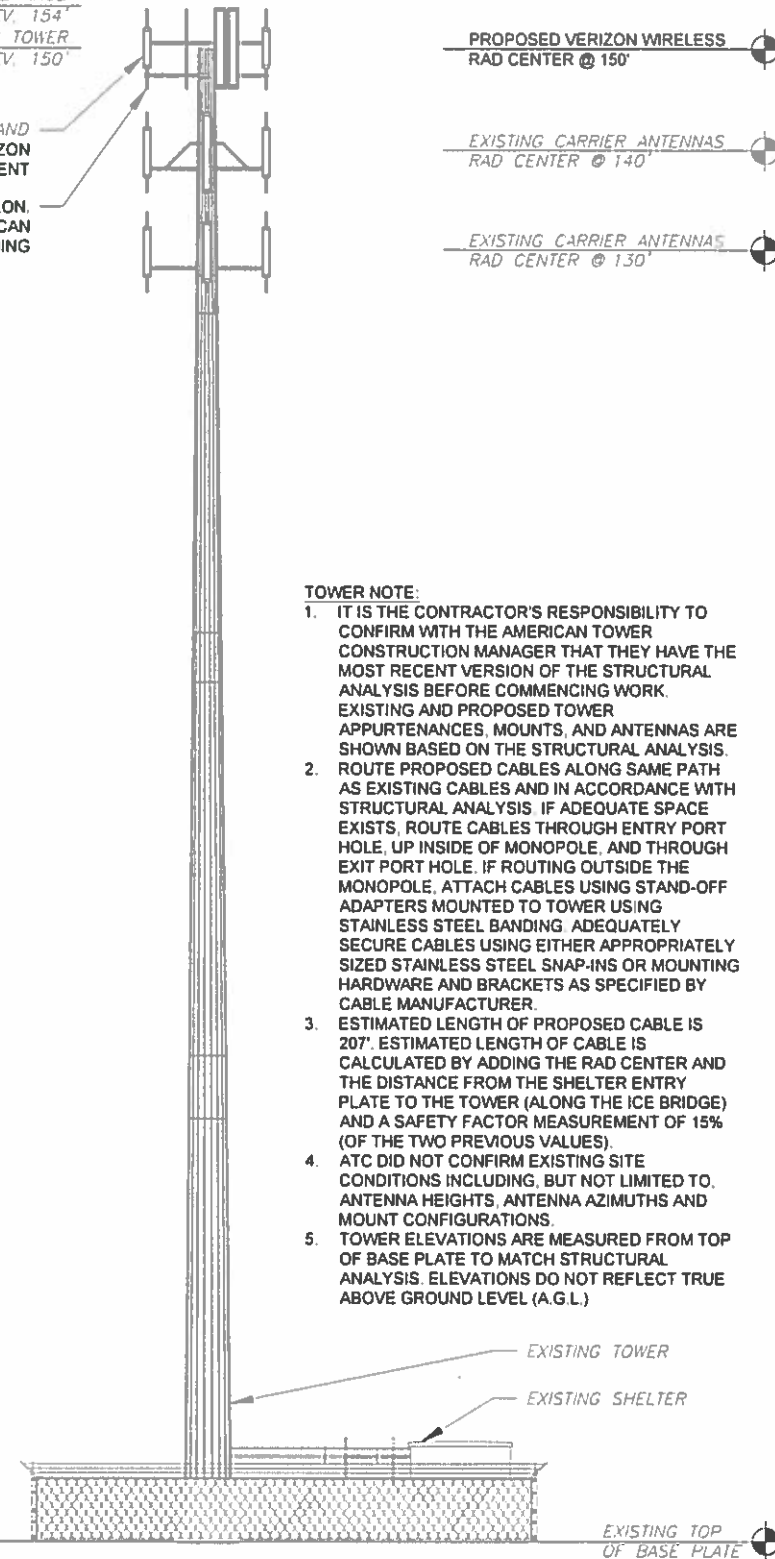 TV. 154'
TOWER
TV. 150'
AND
ZON
ENT
ON.
CAN
ING
PROPOSED VERIZON WIRELESS
RAD CENTER @ 150'
EXISTING CARRIER ANTENNAS
RAD CENTER @ 140'
EXISTING CARRIER ANTENNAS
RAD CENTER @ 130'
TOWER NOTE:
1. IT IS THE CONTRACTOR'S RESPONSIBILITY TO
CONFIRM WITH THE AMERICAN TOWER
CONSTRUCTION MANAGER THAT THEY HAVE THE
MOST RECENT VERSION OF THE STRUCTURAL
ANALYSIS BEFORE COMMENCING WORK.
EXISTING AND PROPOSED TOWER
APPURTENANCES, MOUNTS, AND ANTENNAS ARE
SHOWN BASED ON THE STRUCTURAL ANALYSIS.
2. ROUTE PROPOSED CABLES ALONG SAME PATH
AS EXISTING CABLES AND IN ACCORDANCE WITH
STRUCTURAL ANALYSIS. IF ADEQUATE SPACE
EXISTS, ROUTE CABLES THROUGH ENTRY PORT
HOLE, UP INSIDE OF MONOPOLE, AND THROUGH
EXIT PORT HOLE. IF ROUTING OUTSIDE THE
MONOPOLE, ATTACH CABLES USING STAND-OFF
ADAPTERS MOUNTED TO TOWER USING
STAINLESS STEEL BANDING. ADEQUATELY
SECURE CABLES USING EITHER APPROPRIATELY
SIZED STAINLESS STEEL SNAP-INS OR MOUNTING
HARDWARE AND BRACKETS AS SPECIFIED BY
CABLE MANUFACTURER.
3. ESTIMATED LENGTH OF PROPOSED CABLE IS
207'. ESTIMATED LENGTH OF CABLE IS
CALCULATED BY ADDING THE RAD CENTER AND
THE DISTANCE FROM THE SHELTER ENTRY
PLATE TO THE TOWER (ALONG THE ICE BRIDGE)
AND A SAFETY FACTOR MEASUREMENT OF 15%
(OF THE TWO PREVIOUS VALUES).
4. ATC DID NOT CONFIRM EXISTING SITE
CONDITIONS INCLUDING, BUT NOT LIMITED TO,
ANTENNA HEIGHTS, ANTENNA AZIMUTHS AND
MOUNT CONFIGURATIONS.
5. TOWER ELEVATIONS ARE MEASURED FROM TOP
OF BASE PLATE TO MATCH STRUCTURAL
ANALYSIS. ELEVATIONS DO NOT REFLECT TRUE
ABOVE GROUND LEVEL (A.G.L.)
EXISTING TOWER
EXISTING SHELTER
EXISTING TOP
OF BASE PLATE